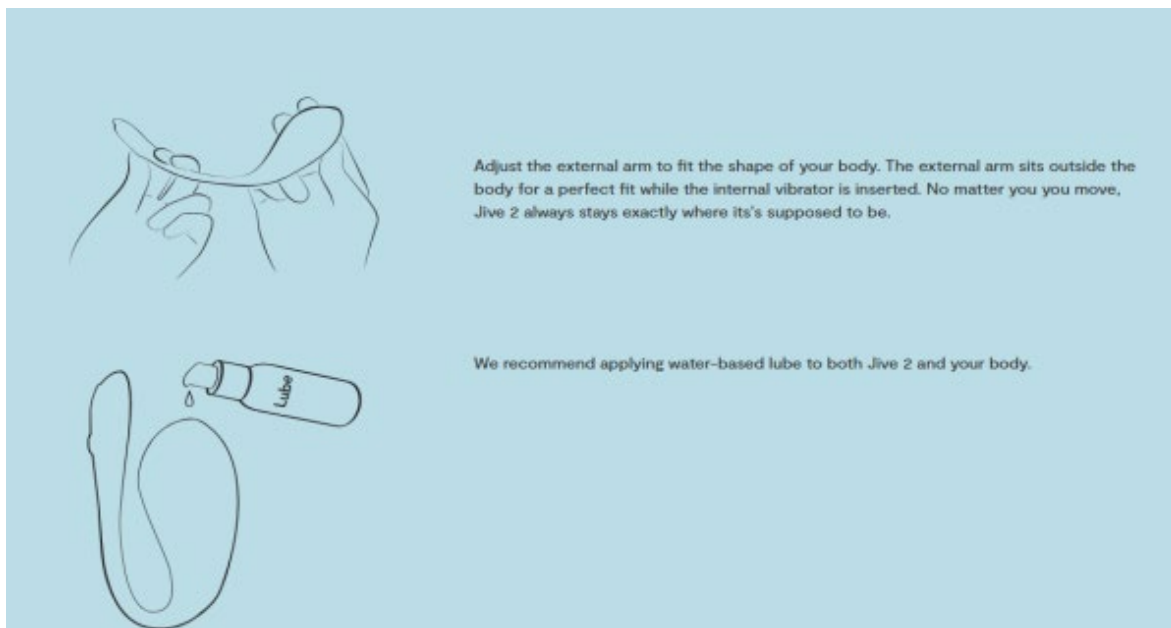 Adjust the external arm to fit the shape of your body. The external arm sits outside the
body for a perfect fit while the internal vibrator is inserted. No matter you you move,
Jive 2 always stays exactly where its's supposed to be.
Lube
We recommend applying water-based lube to both Jive 2 and your body.